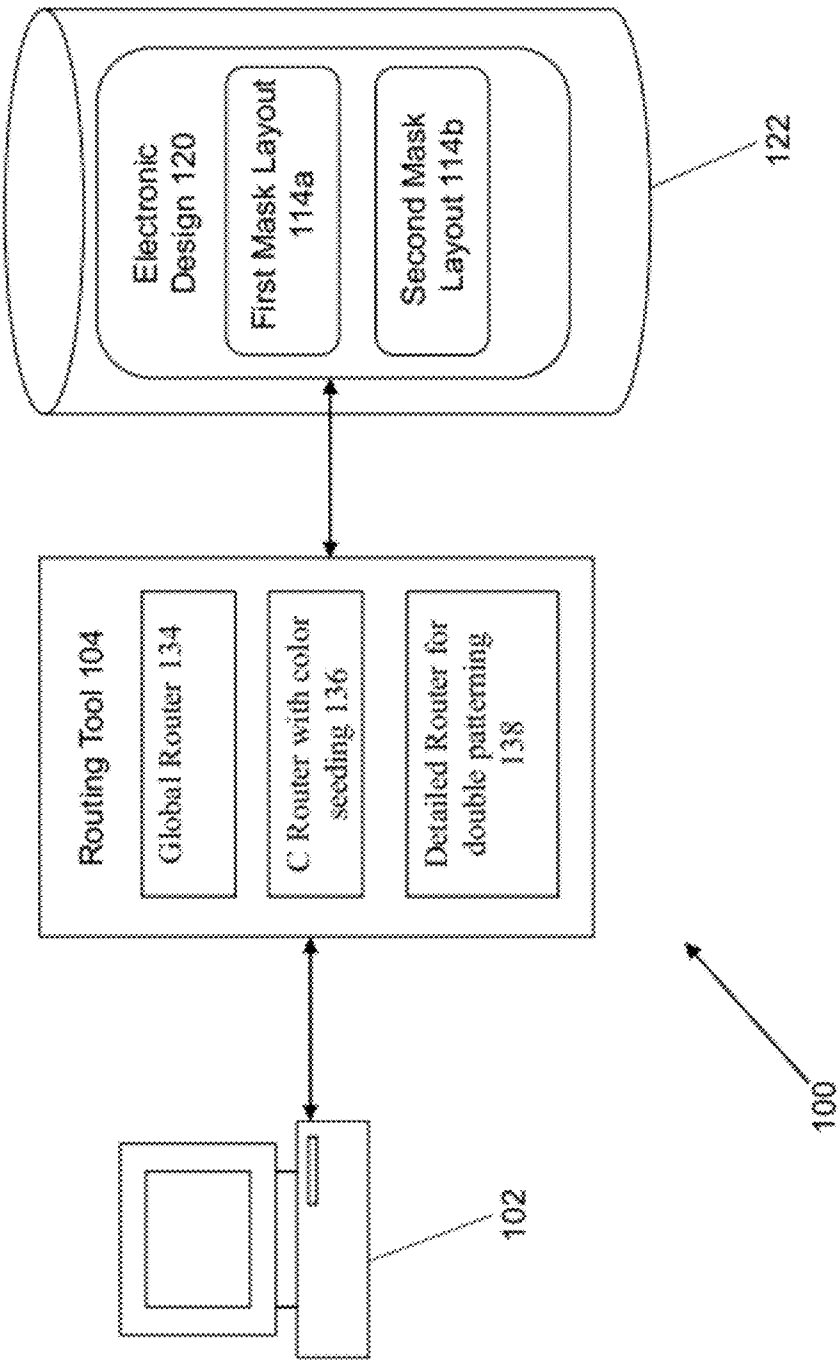 Routing Tool 104
Global Router 134
C Router with color
seeding 136
Detailed Router for
double patterning
138
Electronic
Design 120
First Mask Layout
114a
Second Mask
Layout 114b
102
100
122